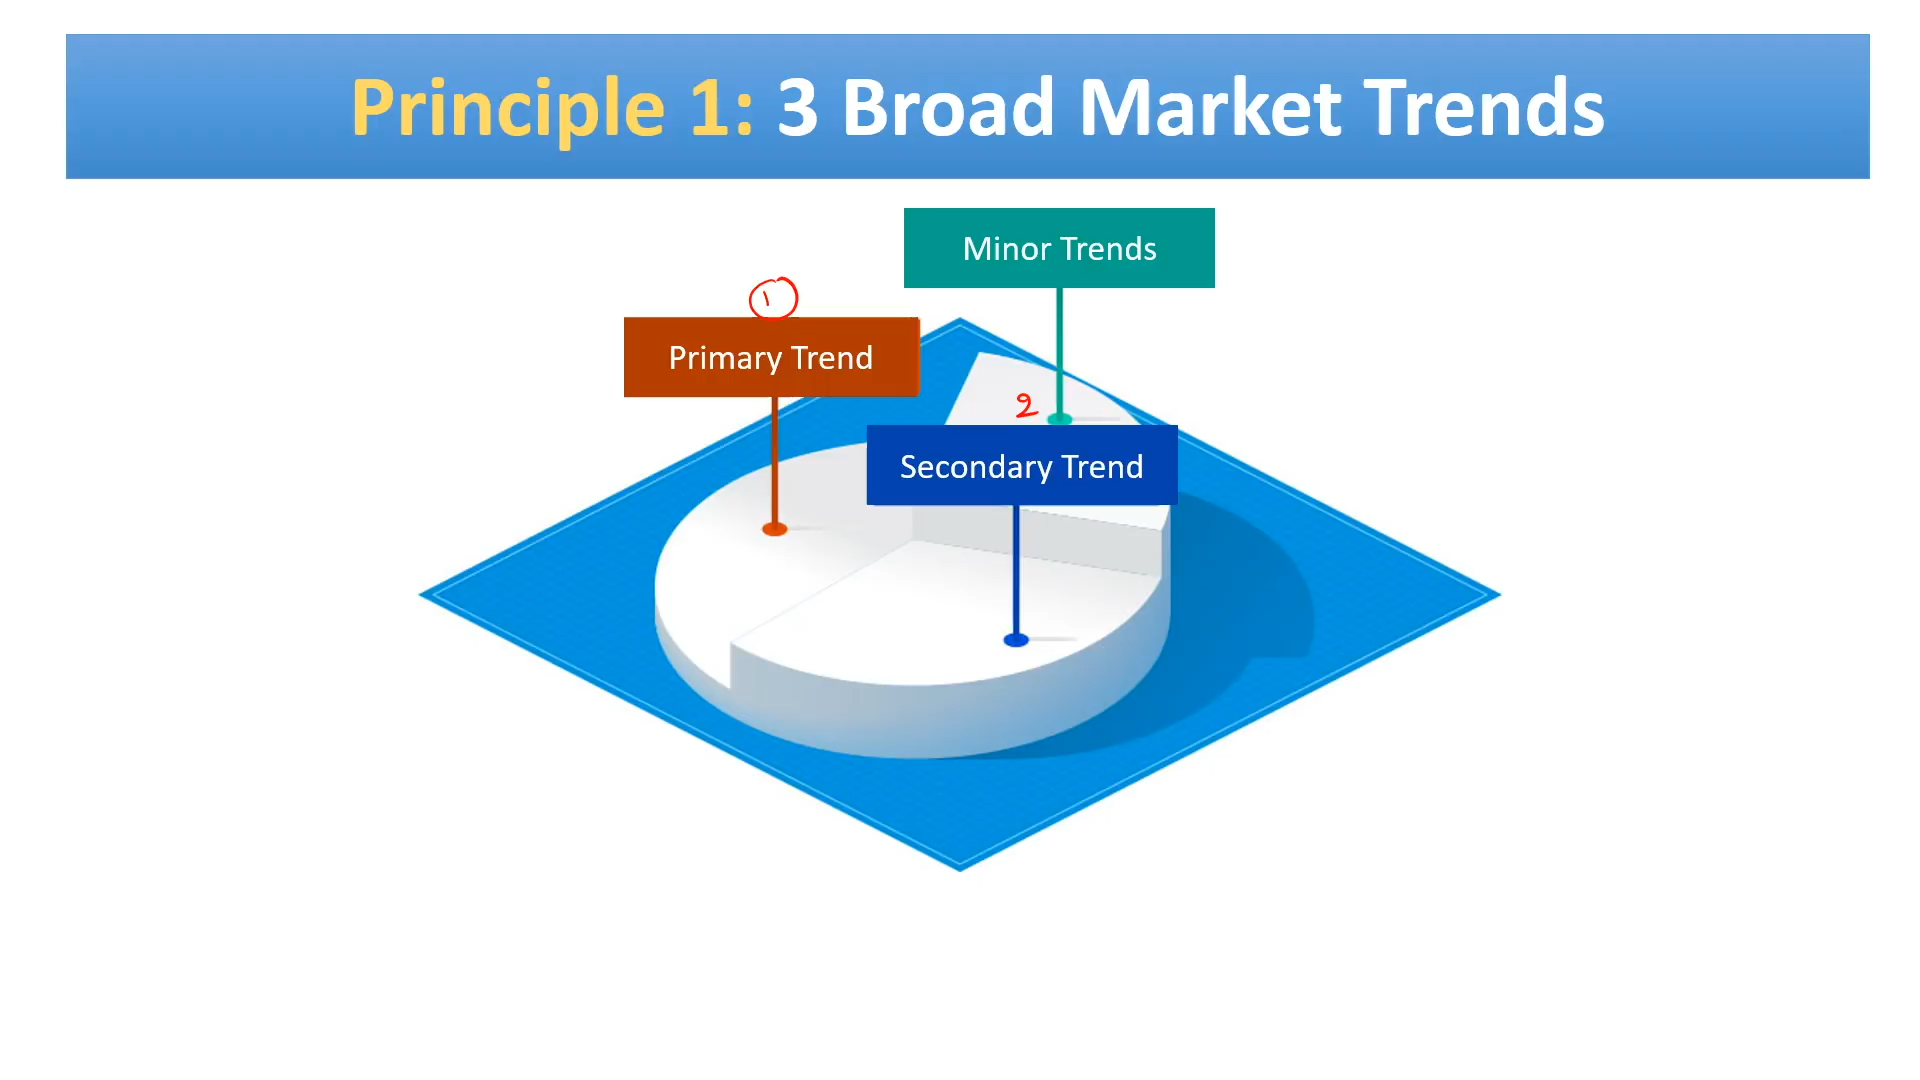 Principle 1: 3 Broad Market Trends
Minor Trends
1
Primary Trend
2
Secondary Trend